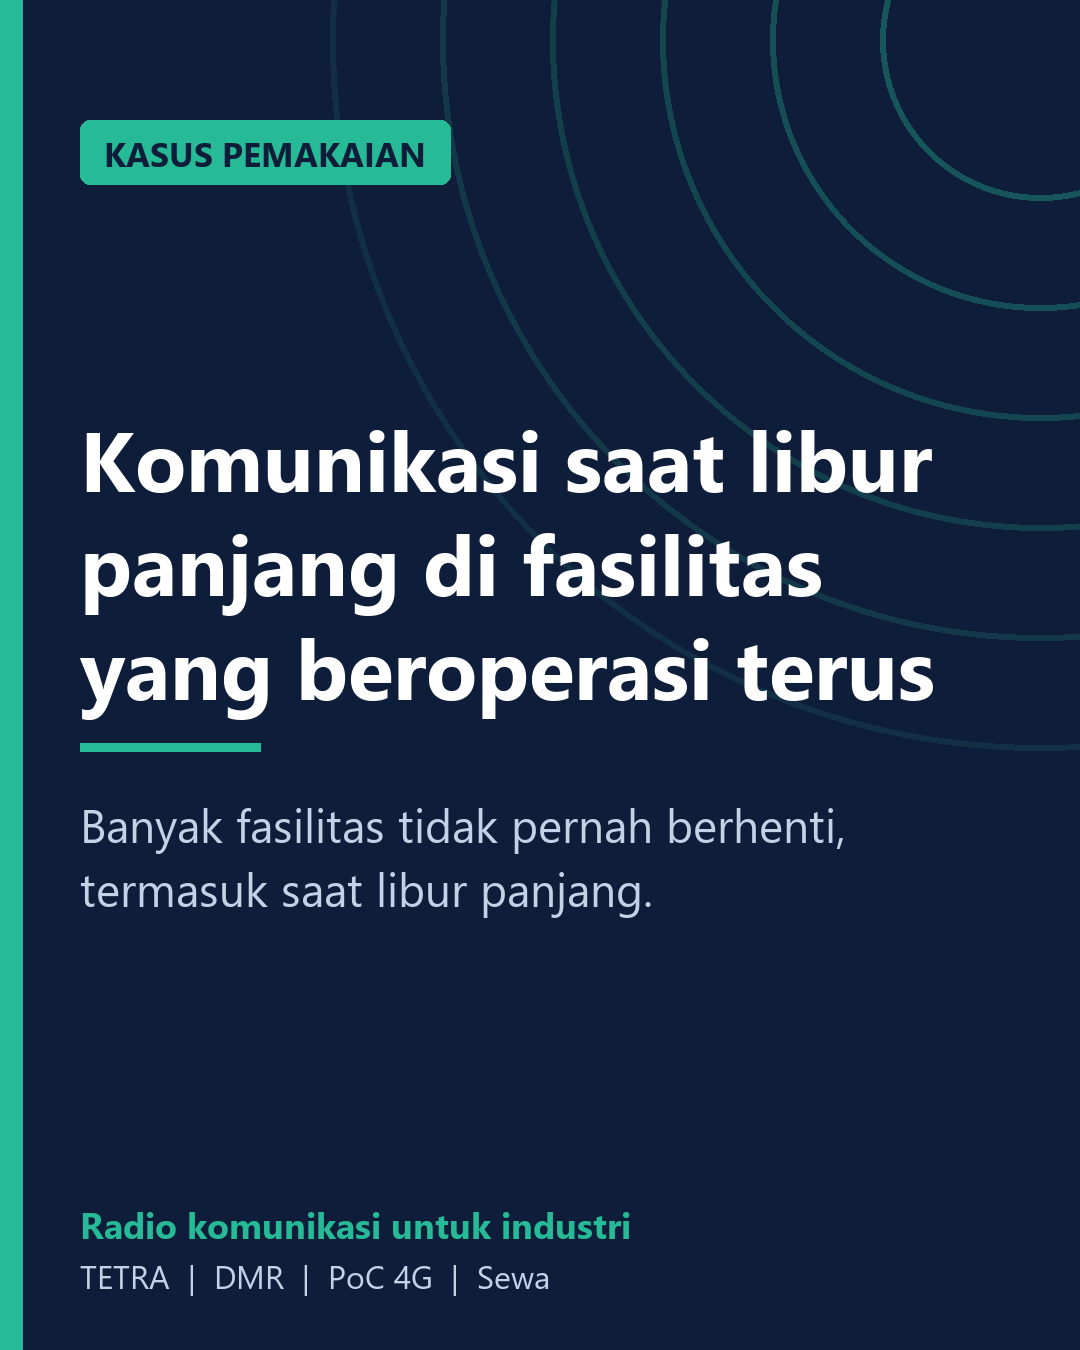 KASUS PEMAKAIAN
Komunikasi saat libur
panjang di fasilitas
yang beroperasi terus
Banyak fasilitas tidak pernah berhenti,
termasuk saat libur panjang.
Radio komunikasi untuk industri
TETRA | DMR | PoC 4G | Sewa